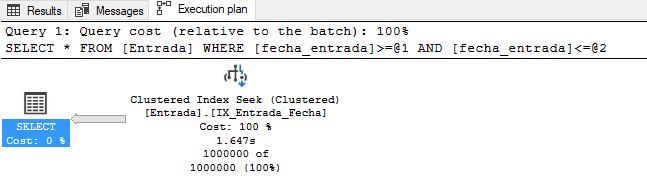 Results Messages Execution plan
Query 1: Query cost (relative to the batch): 100%
SELECT * FROM [Entrada] WHERE [fecha_entrada]>=@1 AND [fecha_entrada]<=@2
Clustered Index Seek (Clustered)
[Entrada].[IX_Entrada_Fecha]
Cost: 100 %
1.647s
1000000 of
1000000 (100%)
SELECT
Cost: 0 %